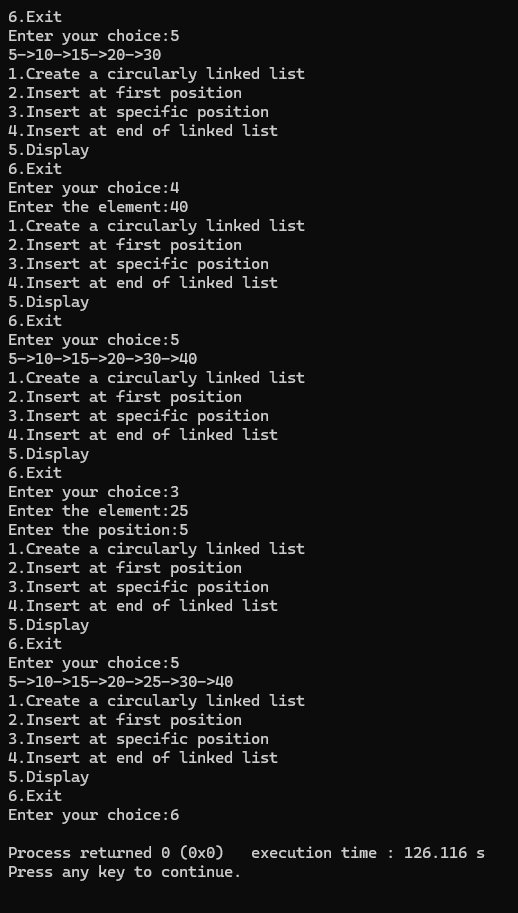 6.Exit
Enter your choice:5
5->10->15->20->30
1.Create a circularly linked list
2.Insert at first position
3.Insert at specific position
4.Insert at end of linked list
5.Display
6.Exit
Enter your choice:4
Enter the element:40
1.Create a circularly linked list
2.Insert at first position
3.Insert at specific position
4.Insert at end of linked list
5.Display
6.Exit
Enter your choice:5
5->10->15->20->30->40
1.Create a circularly linked list
2.Insert at first position
3.Insert at specific position
4.Insert at end of linked list
5.Display
6.Exit
Enter your choice:3
Enter the element:25
Enter the position:5
1.Create a circularly linked list
2.Insert at first position
3.Insert at specific position
4.Insert at end of linked list
5.Display
6.Exit
Enter your choice:5
5->10->15->20->25->30->40
1.Create a circularly linked list
2.Insert at first position
3.Insert at specific position
4.Insert at end of linked list
5.Display
6.Exit
Enter your choice:6

Process returned 0 (0x0)   execution time : 126.116 s
Press any key to continue.